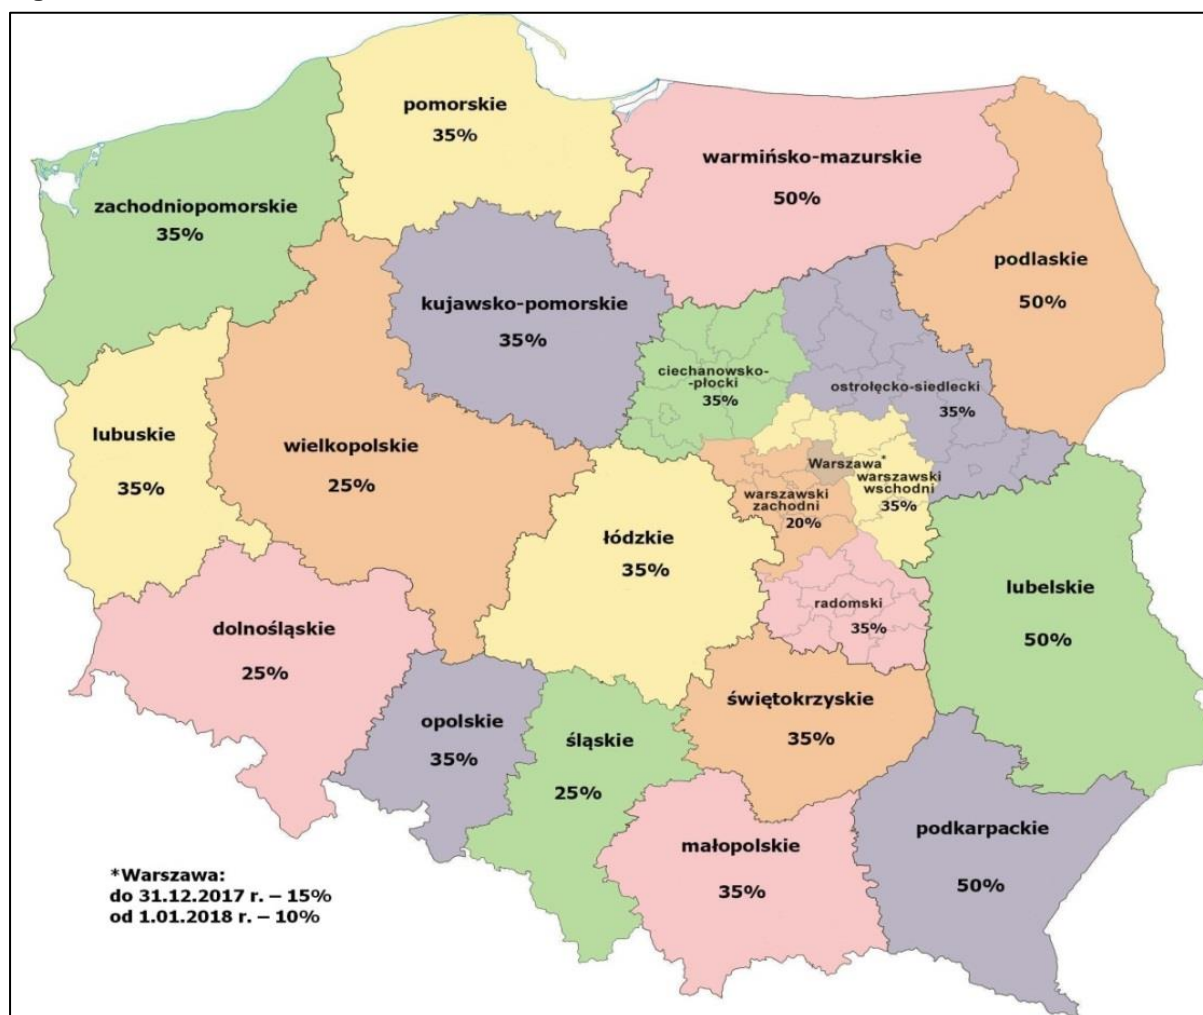 pomorskie
35%
warmińsko-mazurskie
50%
zachodniopomorskie
35%
podlaskie
50%
kujawsko-pomorskie
35%
ciechanowsko-
-płocki
35%
ostrołęcko-siedlecki
35%
lubuskie
35%
wielkopolskie
25%
Warszawa*
warszawski
wschodni
35%
warszawski
zachodni
20%
łódzkie
35%
radomski
35%
lubelskie
50%
dolnośląskie
25%
opolskie
35%
śląskie
25%
świętokrzyskie
35%
małopolskie
35%
podkarpackie
50%
*Warszawa:
do 31.12.2017 r. – 15%
od 1.01.2018 r. – 10%